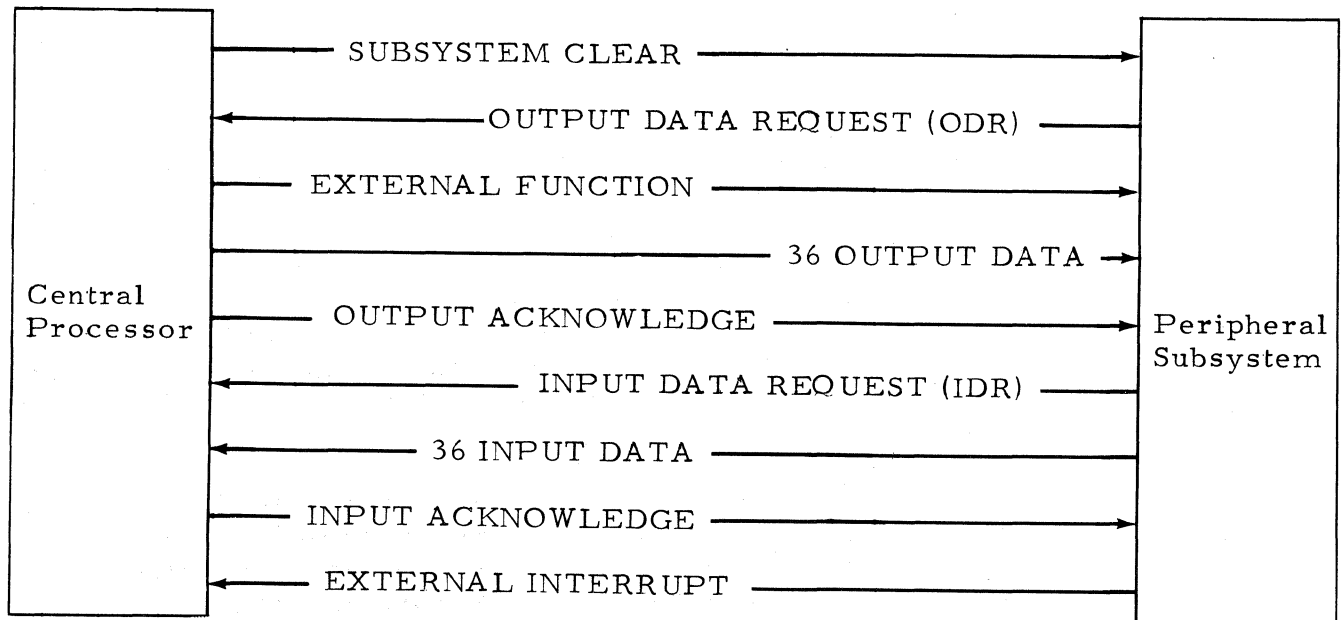 SUBSYSTEM CLEAR
OUTPUT DATA REQUEST (ODR)
EXTERNAL FUNCTION
36 OUTPUT DATA
Central
Processor
OUTPUT ACKNOWLEDGE
Peripheral
Subsystem
INPUT DATA REQUEST (IDR)
36 INPUT DATA
INPUT ACKNOWLEDGE
EXTERNAL INTERRUPT